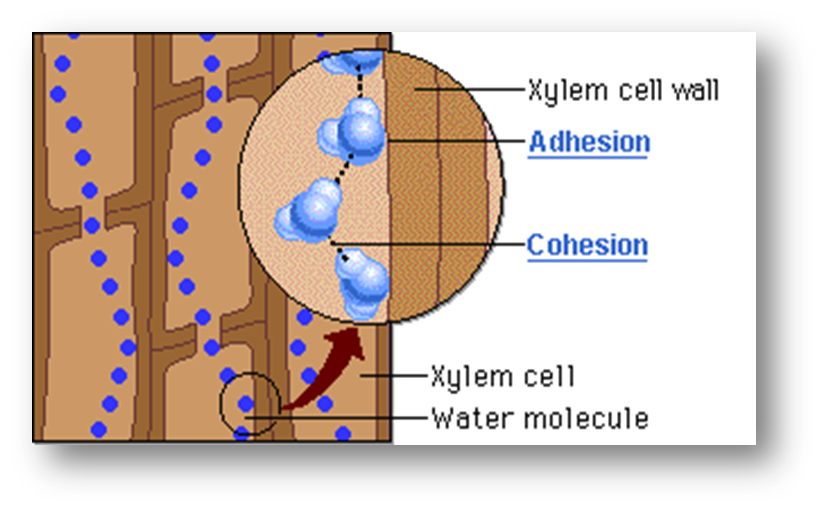 Xylem cell wall
Adhesion
Cohesion
Xylem cell
Water molecule